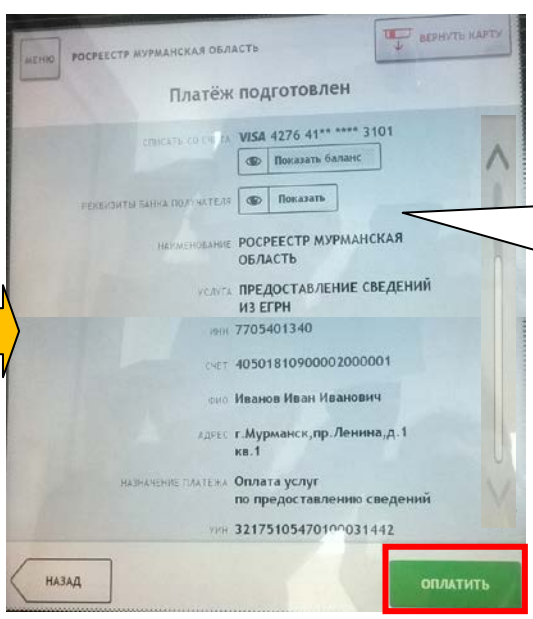 МЕНЮ
РОСРЕЕСТР МУРМАНСКАЯ ОБЛАСТЬ
ВЕРНУТЬ КАРТУ
Платёж подготовлен
СПИСАТЬ СО СЧЕТА VISA 4276 41** **** 3101
Показать баланс
РЕКВИЗИТЫ БАНКА ПОЛУЧАТЕЛЯ Показать
НАИМЕНОВАНИЕ РОСРЕЕСТР МУРМАНСКАЯ
ОБЛАСТЬ
УСЛУГА ПРЕДОСТАВЛЕНИЕ СВЕДЕНИЙ
ИЗ ЕГРН
ИНН 7705401340
СЧЕТ 40501810900002000001
ФИО Иванов Иван Иванович
АДРЕС г.Мурманск,пр.Ленина,д.1
кв.1
НАЗНАЧЕНИЕ ПЛАТЕЖА Оплата услуг
по предоставлению сведений
УИН 32175105470100031442
НАЗАД
ОПЛАТИТЬ